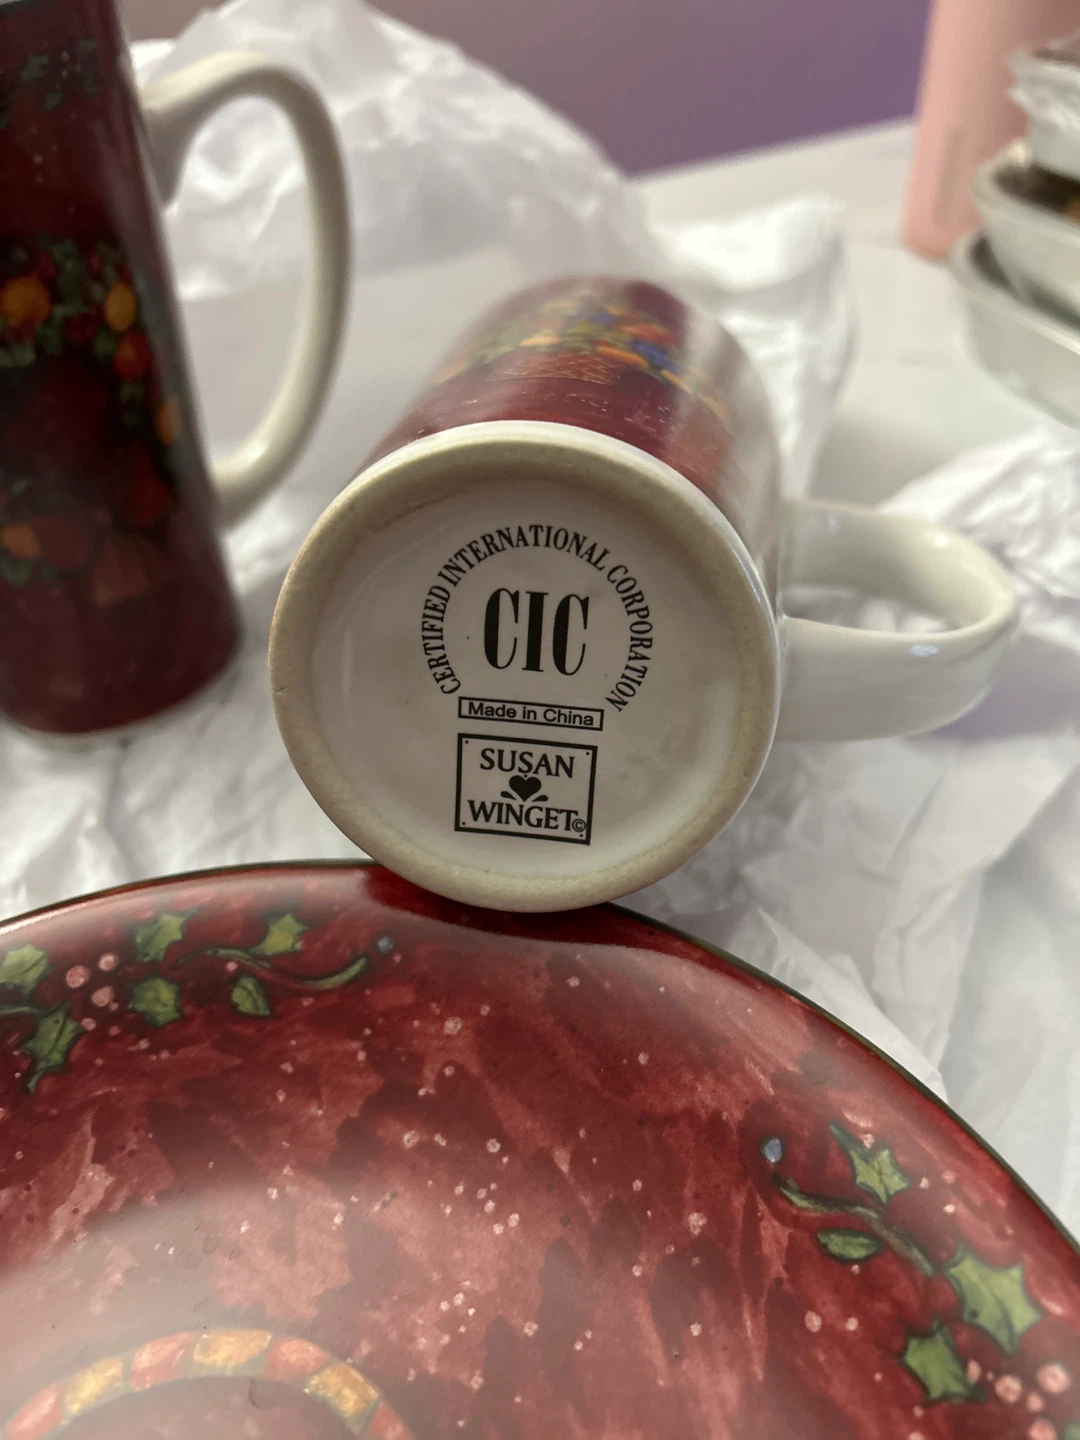 CERTIFIED INTERNATIONAL CORPORATION
CIC
Made in China
SUSAN
WINGET©